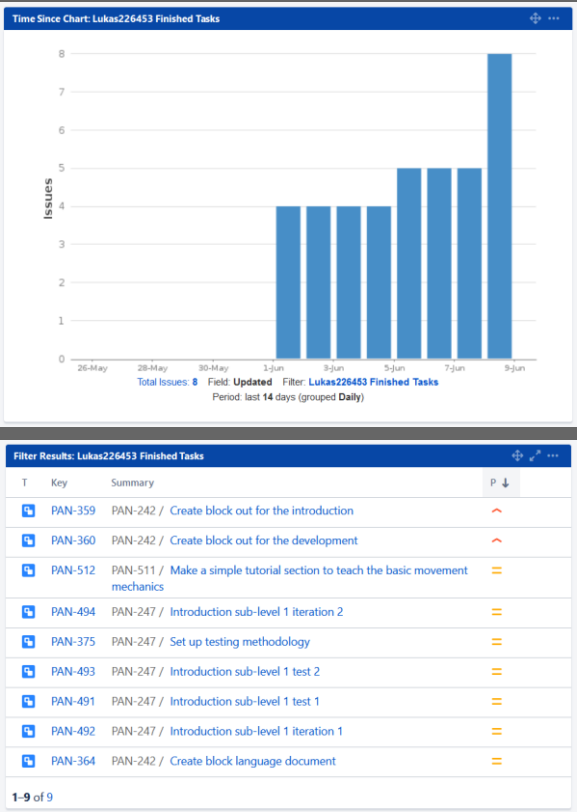 Time Since Chart: Lukas226453 Finished Tasks
8
7
6
5
4
3
2
1
0
Issues
26-May 28-May 30-May 1-Jun 3-Jun 5-Jun 7-Jun 9-Jun
Total Issues: 8 Field: Updated Filter: Lukas226453 Finished Tasks
Period: last 14 days (grouped Daily)
Filter Results: Lukas226453 Finished Tasks
T Key Summary P
PAN-359 PAN-242 / Create block out for the introduction
PAN-360 PAN-242 / Create block out for the development
PAN-512 PAN-511 / Make a simple tutorial section to teach the basic movement
mechanics
PAN-494 PAN-247 / Introduction sub-level 1 iteration 2
PAN-375 PAN-247 / Set up testing methodology
PAN-493 PAN-247 / Introduction sub-level 1 test 2
PAN-491 PAN-247 / Introduction sub-level 1 test 1
PAN-492 PAN-247 / Introduction sub-level 1 iteration 1
PAN-364 PAN-242 / Create block language document
1–9 of 9